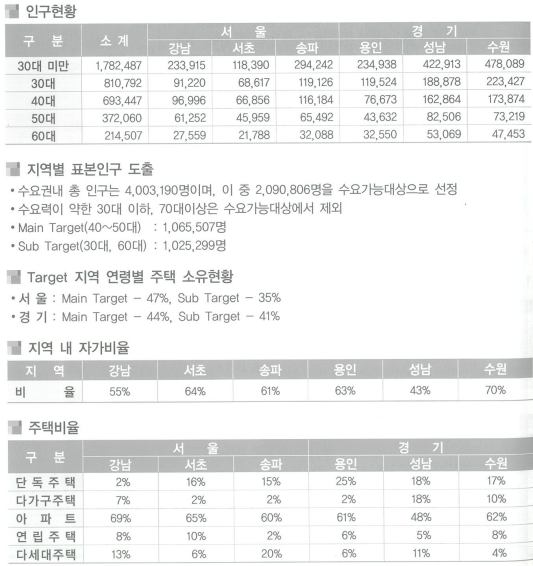 인구현황
구 분 소 계 서 울 경 기
강남 서초 송파 용인 성남 수원
30대 미만 1,782,487 233,915 118,390 294,242 234,938 422,913 478,089
30대 810,792 91,220 68,617 119,126 119,524 188,878 223,427
40대 693,447 96,996 66,856 116,184 76,673 162,864 173,874
50대 372,060 61,252 45,959 65,492 43,632 82,506 73,219
60대 214,507 27,559 21,788 32,088 32,550 53,069 47,453
지역별 표본인구 도출
• 수요권내 총 인구는 4,003,190명이며, 이 중 2,090,806명을 수요가능대상으로 선정
• 수요력이 약한 30대 이하, 70대이상은 수요가능대상에서 제외
• Main Target(40~50대) : 1,065,507명
• Sub Target(30대, 60대) : 1,025,299명
Target 지역 연령별 주택 소유현황
• 서 울 : Main Target - 47%, Sub Target - 35%
• 경 기 : Main Target - 44%, Sub Target - 41%
지역 내 자가비율
지 역 강남 서초 송파 용인 성남 수원
비 율 55% 64% 61% 63% 43% 70%
주택비율
구 분 서 울 경 기
강남 서초 송파 용인 성남 수원
단 독 주 택 2% 16% 15% 25% 18% 17%
다가구주택 7% 2% 2% 2% 18% 10%
아 파 트 69% 65% 60% 61% 48% 62%
연 립 주 택 8% 10% 2% 6% 5% 8%
다세대주택 13% 6% 20% 6% 11% 4%